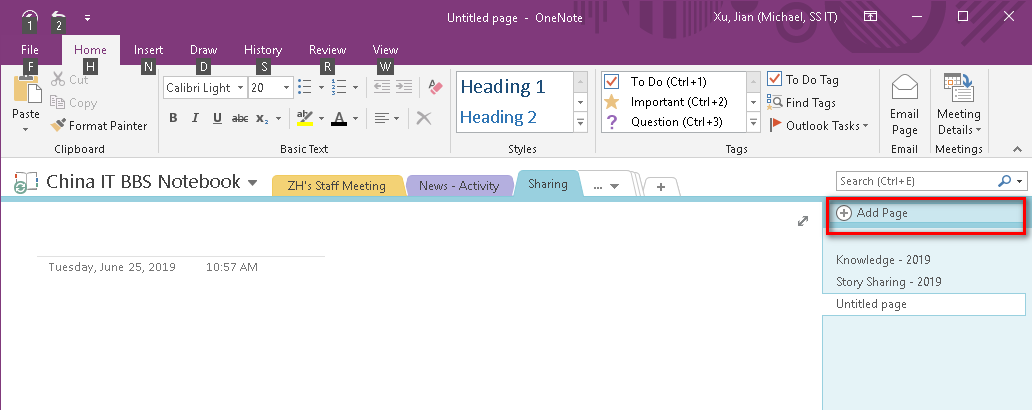 1 2 Untitled page - OneNote Xu, Jian (Michael, SS IT)
File Home Insert Draw History Review View
F H N D S R W
Cut
Copy
Paste
Format Painter
Clipboard
Calibri Light 20
B I U abc x₂ A
Basic Text
Heading 1
Heading 2
Styles
To Do (Ctrl+1)
Important (Ctrl+2)
? Question (Ctrl+3)
To Do Tag
Find Tags
Outlook Tasks
Tags
Email
Page
Email
Meeting
Details
Meetings
China IT BBS Notebook ZH's Staff Meeting News - Activity Sharing ... + Search (Ctrl+E)
Add Page
Tuesday, June 25, 2019 10:57 AM
Knowledge - 2019
Story Sharing - 2019
Untitled page